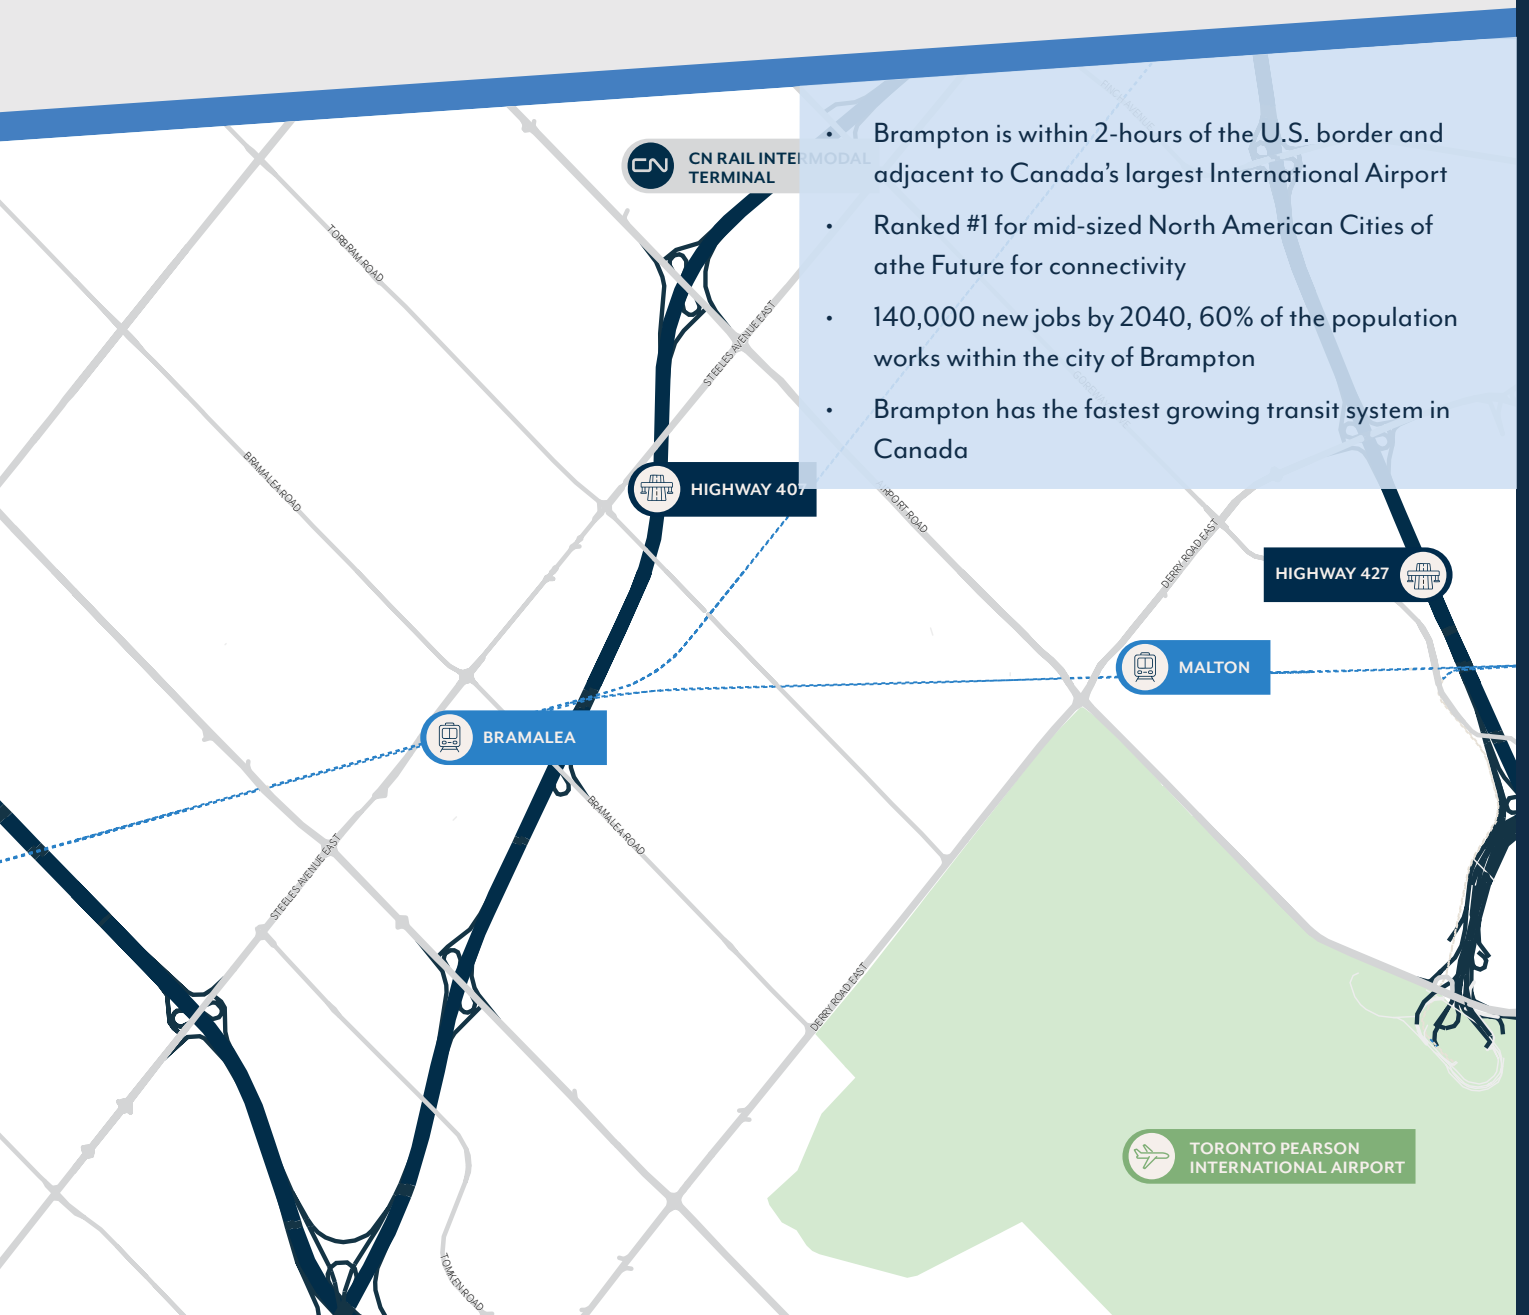 CN
CN RAIL INTERMODAL
TERMINAL
• Brampton is within 2-hours of the U.S. border and
adjacent to Canada’s largest International Airport
• Ranked #1 for mid-sized North American Cities of
athe Future for connectivity
• 140,000 new jobs by 2040, 60% of the population
works within the city of Brampton
• Brampton has the fastest growing transit system in
Canada
TORBRAM ROAD
STEELES AVENUE EAST
BRAMALEA ROAD
HIGHWAY 407
ROAD
DERRY ROAD EAST
HIGHWAY 427
MALTON
BRAMALEA
BRAMALEA ROAD
STEELES AVENUE EAST
DERRY ROAD EAST
TORONTO PEARSON
INTERNATIONAL AIRPORT
TOMKEN ROAD